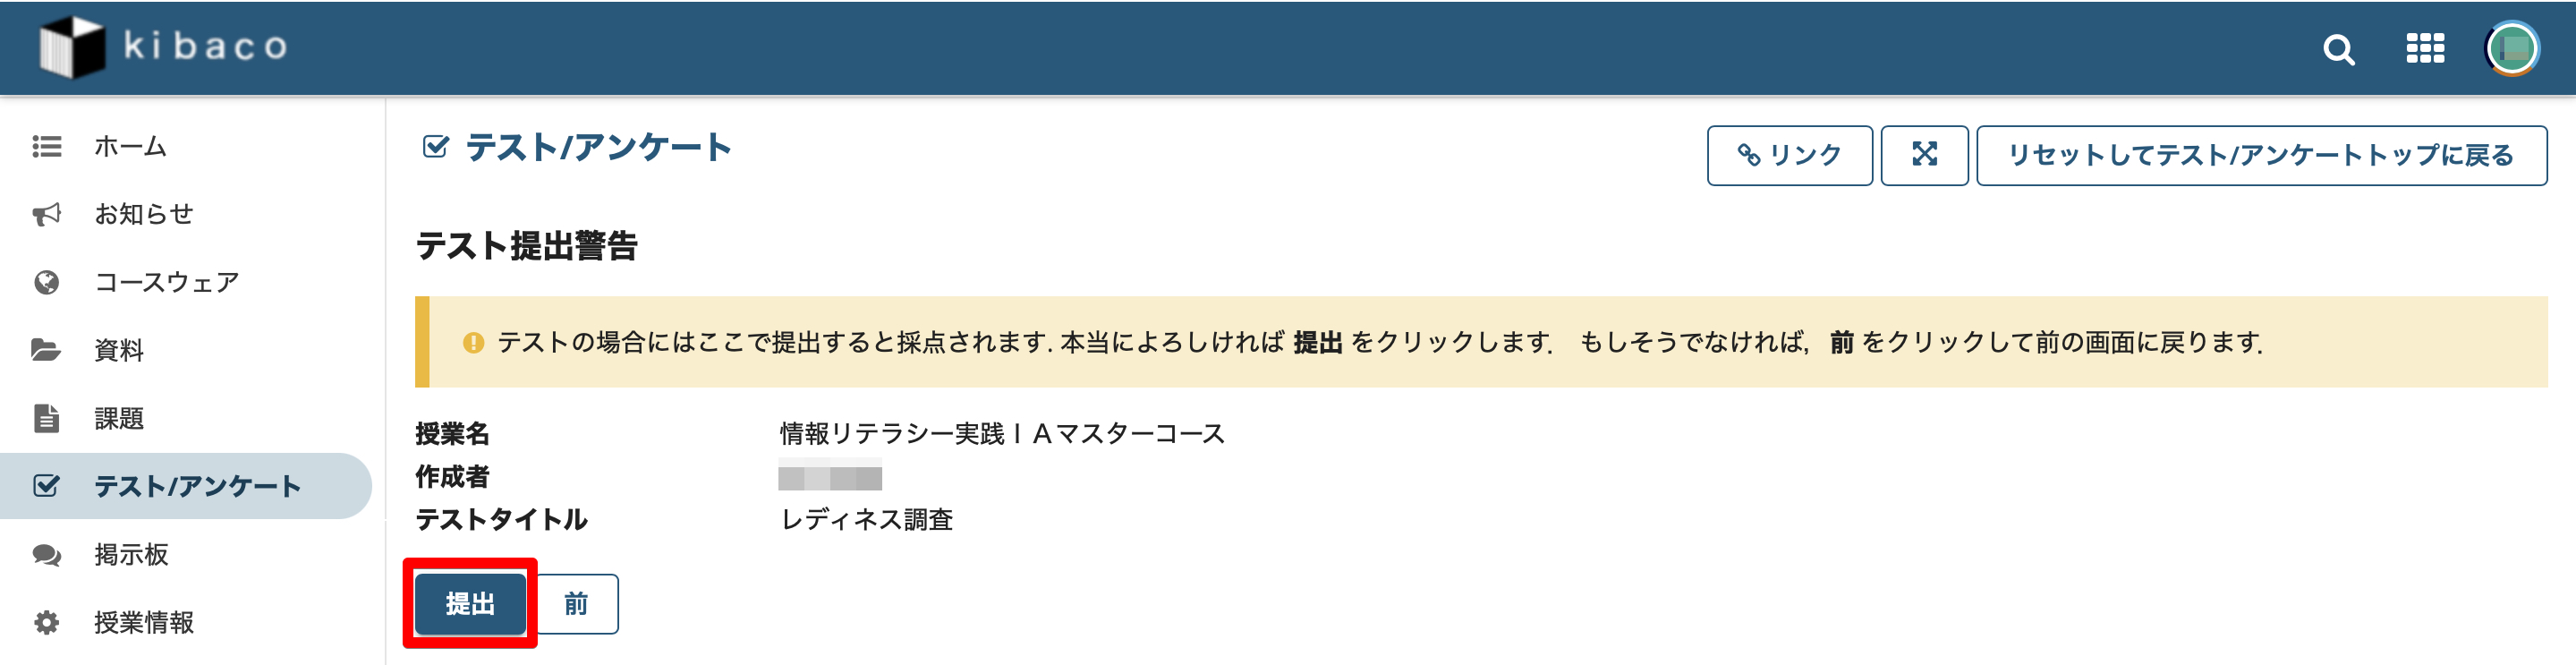 kibaco
ホーム
お知らせ
コースウェア
資料
課題
テスト/アンケート
掲示板
授業情報
テスト/アンケート
リンク
リセットしてテスト/アンケートトップに戻る
テスト提出警告
テストの場合にはここで提出すると採点されます. 本当によろしければ 提出 をクリックします． もしそうでなければ， 前 をクリックして前の画面に戻ります．
授業名 情報リテラシー実践ⅠAマスターコース
作成者
テストタイトル レディネス調査
提出 前